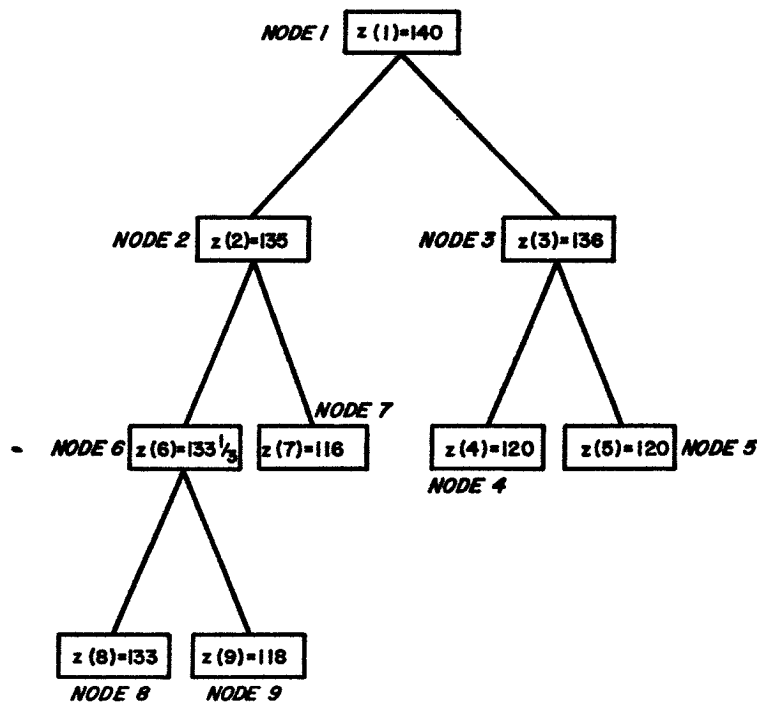 NODE 1 z(1)=140
NODE 2 z(2)=135 NODE 3 z(3)=136
NODE 7
NODE 6 z(6)=133 1/3 z(7)=116 z(4)=120 z(5)=120 NODE 5
NODE 4
z(8)=133 z(9)=118
NODE 8 NODE 9